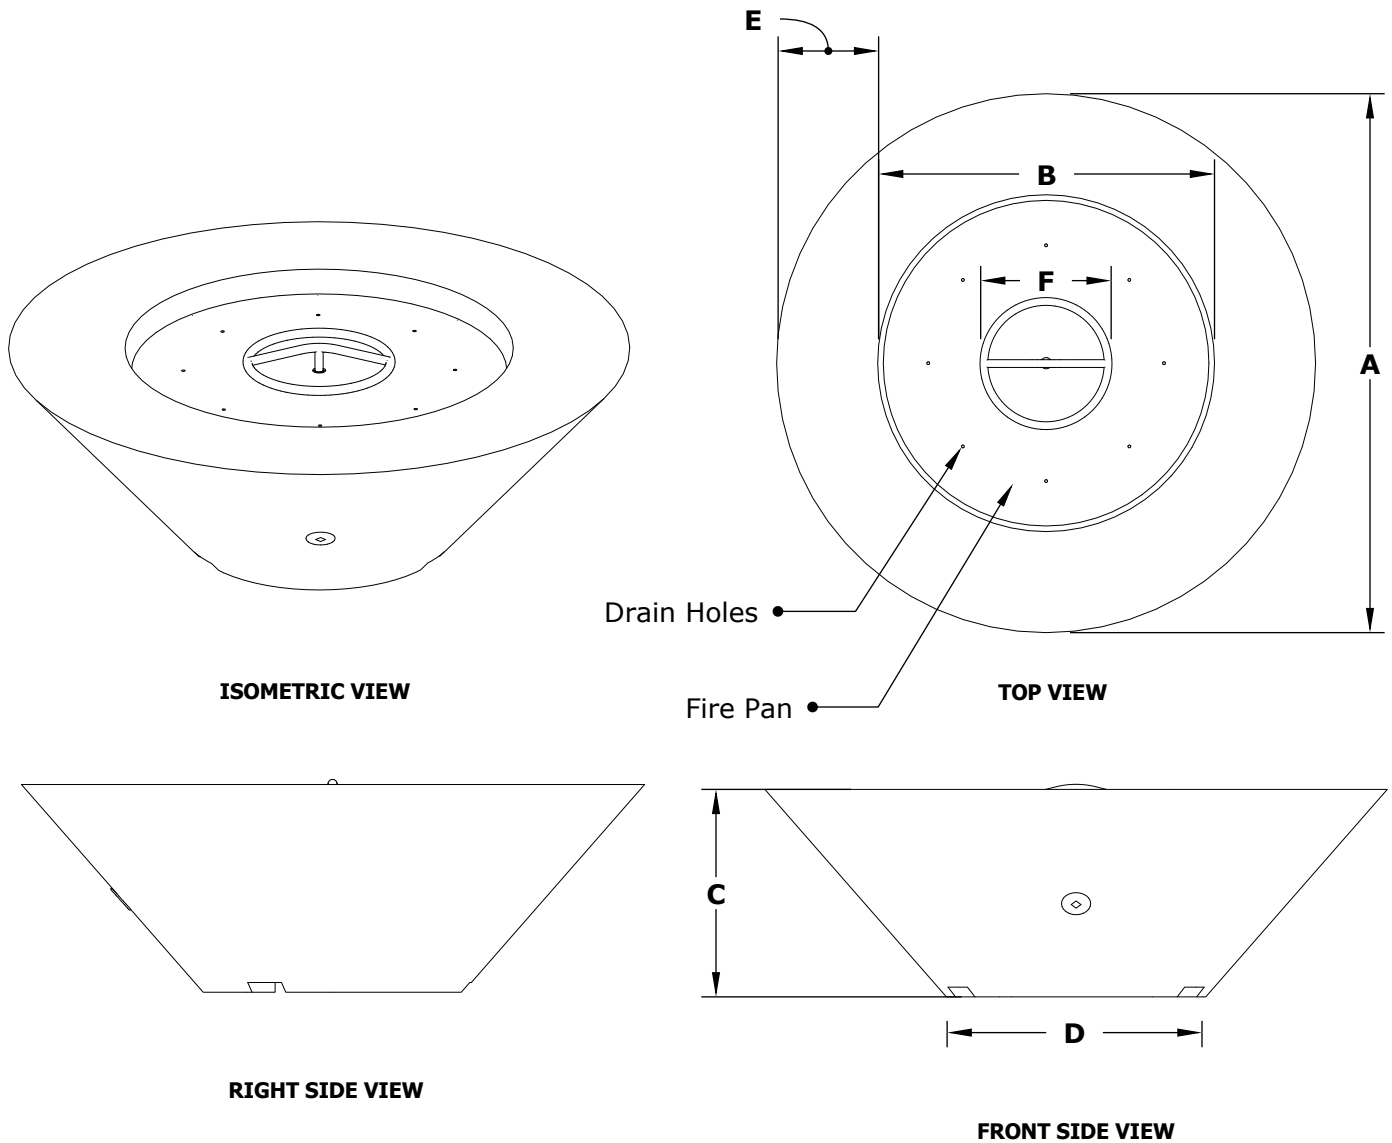 E
B
F
A
Drain Holes
ISOMETRIC VIEW
TOP VIEW
Fire Pan
C
D
RIGHT SIDE VIEW
FRONT SIDE VIEW